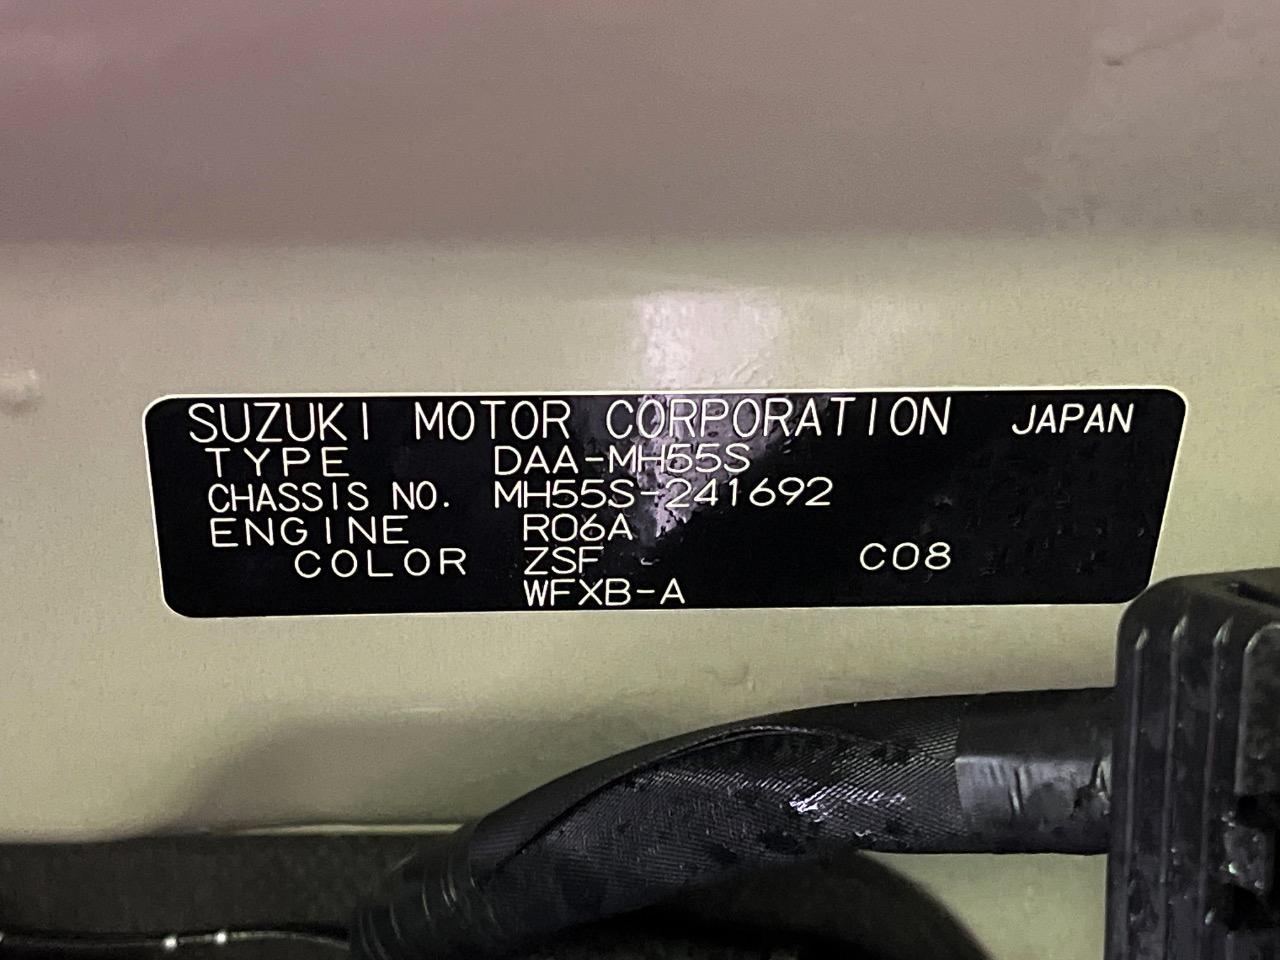 SUZUKI MOTOR CORPORATION JAPAN
TYPE DAA-MH55S
CHASSIS NO. MH55S-241692
ENGINE R06A
COLOR ZSF C08
WFXB-A